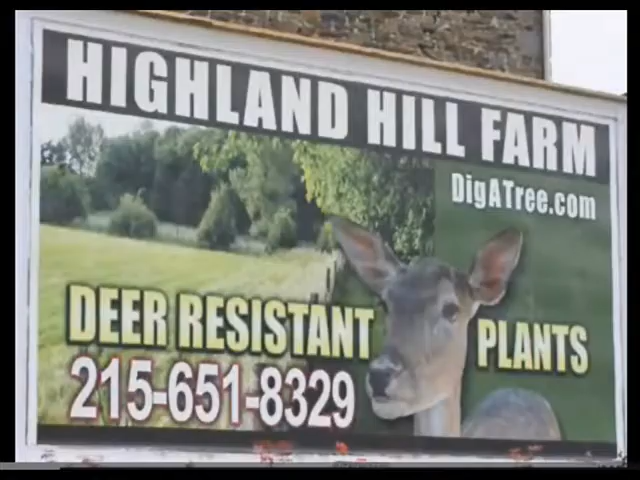 HIGHLAND HILL FARM
DigATree.com
DEER RESISTANT PLANTS
215-651-8329